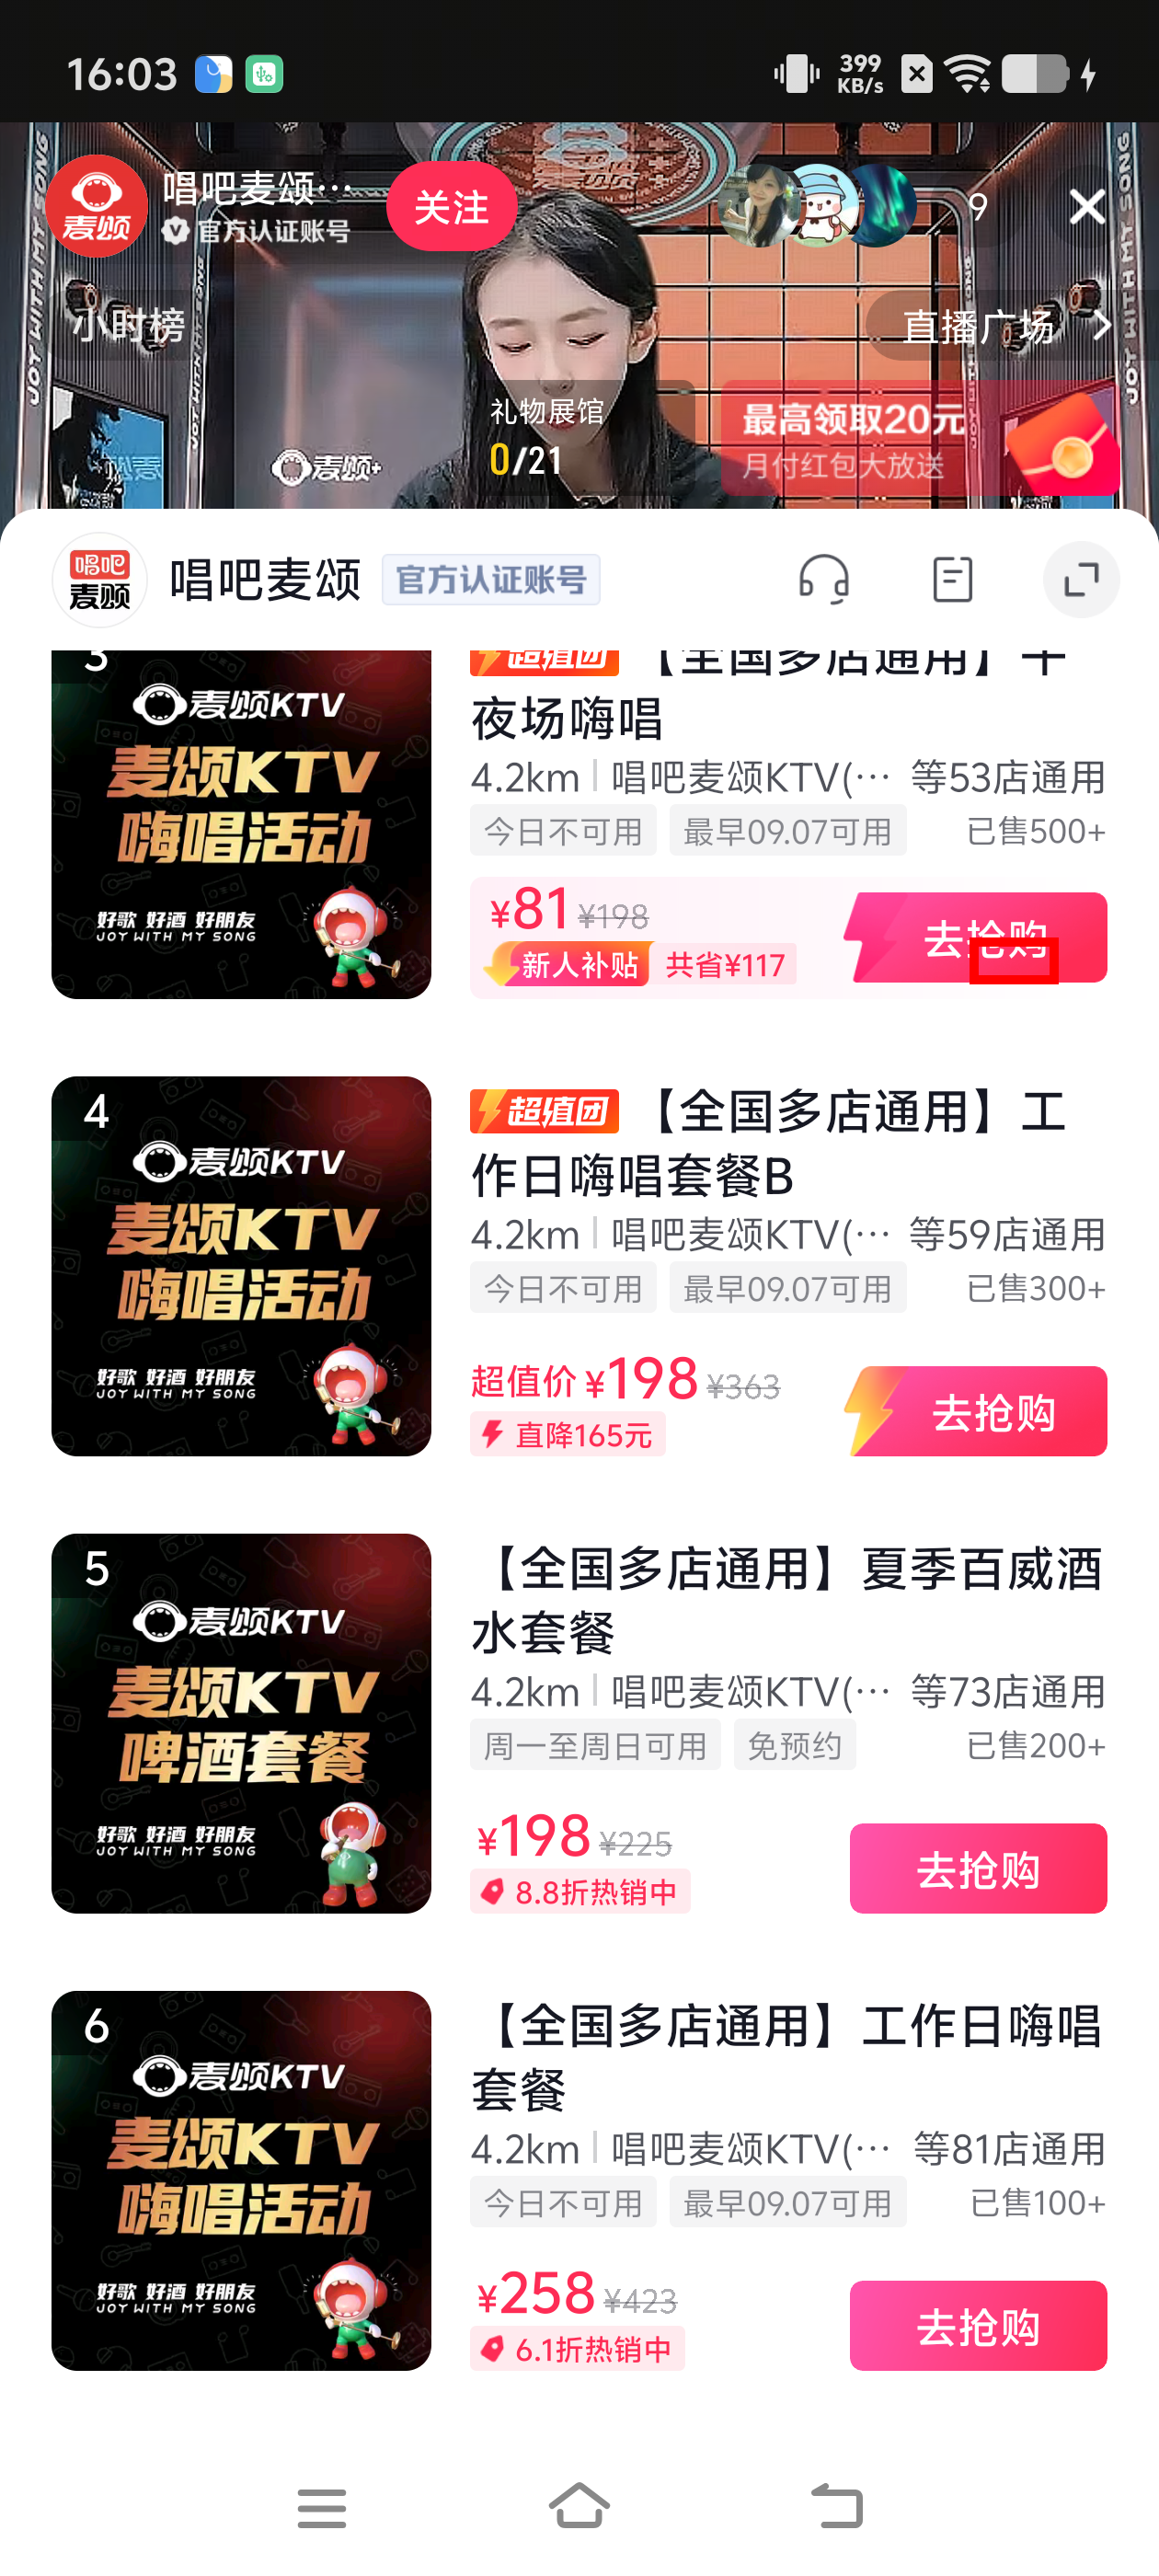 16:03
399
KB/s
唱吧麦颂…
官方认证账号
关注
9
小时榜
直播广场
礼物展馆
0/21
最高领取20元
月付红包大放送
麦颂
麦颂+
JOY WITH MY SONG
唱吧
麦颂
唱吧麦颂
官方认证账号
3
麦颂KTV
麦颂KTV
嗨唱活动
好歌 好酒 好朋友
JOY WITH MY SONG
超值团 【全国多店通用】午
夜场嗨唱
4.2km 唱吧麦颂KTV(… 等53店通用
今日不可用 最早09.07可用 已售500+
¥81 ¥198
新人补贴 共省¥117
去抢购
4
麦颂KTV
麦颂KTV
嗨唱活动
好歌 好酒 好朋友
JOY WITH MY SONG
超值团 【全国多店通用】工
作日嗨唱套餐B
4.2km 唱吧麦颂KTV(… 等59店通用
今日不可用 最早09.07可用 已售300+
超值价 ¥198 ¥363
直降165元
去抢购
5
麦颂KTV
麦颂KTV
啤酒套餐
好歌 好酒 好朋友
JOY WITH MY SONG
【全国多店通用】夏季百威酒
水套餐
4.2km 唱吧麦颂KTV(… 等73店通用
周一至周日可用 免预约 已售200+
¥198 ¥225
8.8折热销中
去抢购
6
麦颂KTV
麦颂KTV
嗨唱活动
好歌 好酒 好朋友
JOY WITH MY SONG
【全国多店通用】工作日嗨唱
套餐
4.2km 唱吧麦颂KTV(… 等81店通用
今日不可用 最早09.07可用 已售100+
¥258 ¥423
6.1折热销中
去抢购